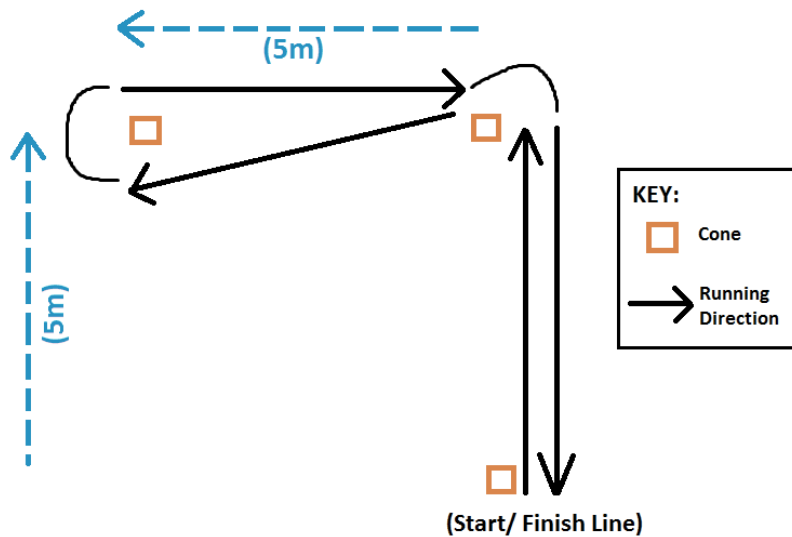 (5m)
(5m)
KEY:
Cone
Running
Direction
(Start/ Finish Line)